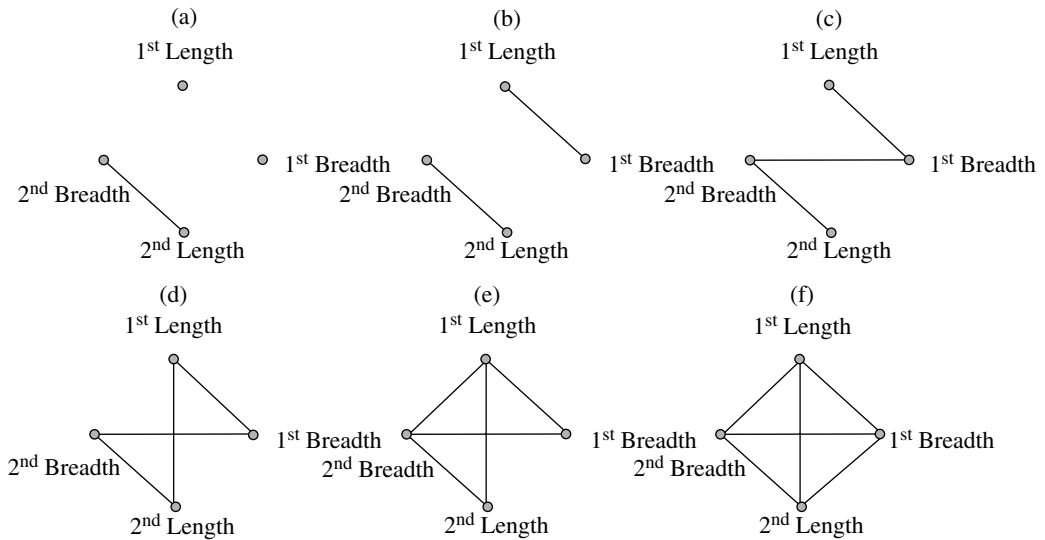 (a)
1st Length
1st Breadth
2nd Breadth
2nd Length
(b)
1st Length
1st Breadth
2nd Breadth
2nd Length
(c)
1st Length
1st Breadth
2nd Breadth
2nd Length
(d)
1st Length
1st Breadth
2nd Breadth
2nd Length
(e)
1st Length
1st Breadth
2nd Breadth
2nd Length
(f)
1st Length
1st Breadth
2nd Breadth
2nd Length